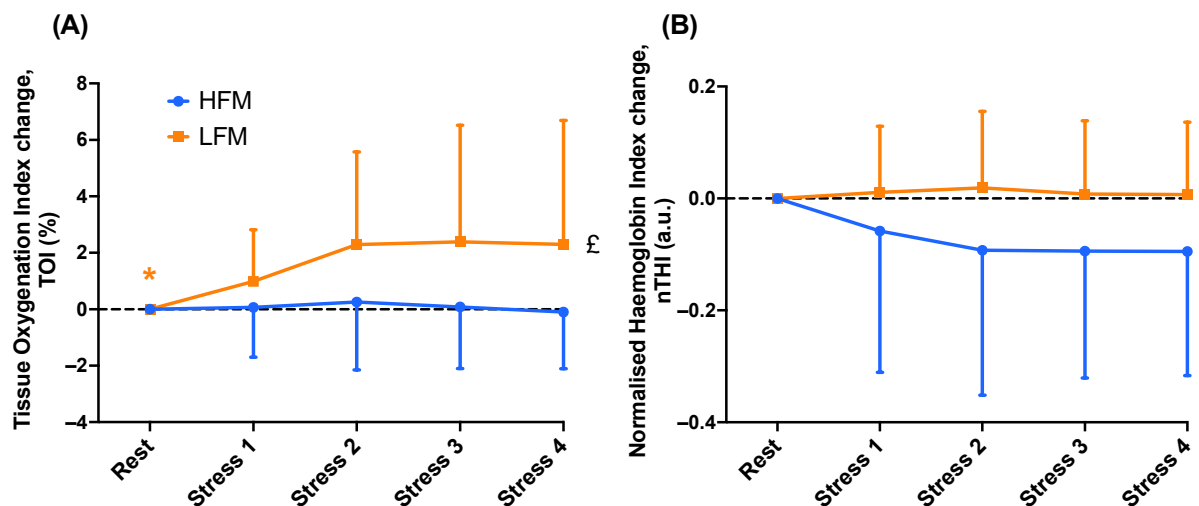 (A)
Tissue Oxygenation Index change,
TOI (%)
8
6
4
2
0
–2
–4
HFM
LFM
*
£
Rest
Stress 1
Stress 2
Stress 3
Stress 4
(B)
Normalised Haemoglobin Index change,
nTHI (a.u.)
0.2
0.0
–0.2
–0.4
Rest
Stress 1
Stress 2
Stress 3
Stress 4